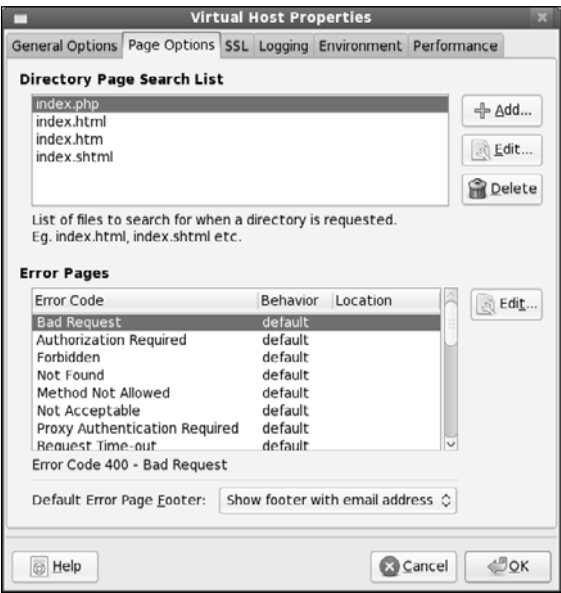 Virtual Host Properties
General Options Page Options SSL Logging Environment Performance
Directory Page Search List
index.php
index.html
index.htm
index.shtml
Add...
Edit...
Delete
List of files to search for when a directory is requested.
Eg. index.html, index.shtml etc.
Error Pages
Error Code Behavior Location
Bad Request default
Authorization Required default
Forbidden default
Not Found default
Method Not Allowed default
Not Acceptable default
Proxy Authentication Required default
Request Time-out default
Edit...
Error Code 400 - Bad Request
Default Error Page Footer: Show footer with email address
Help Cancel OK